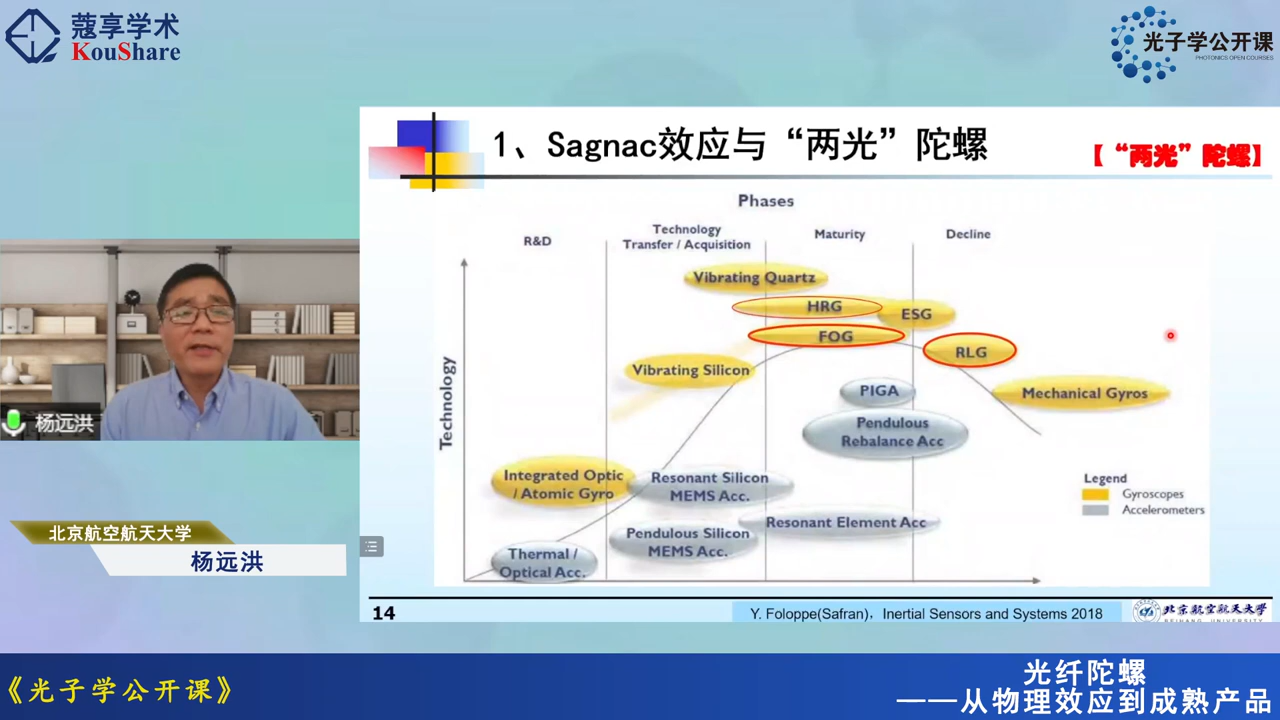 蔻享学术
KouShare
光子学公开课
PHOTONICS OPEN COURSES
1、Sagnac效应与“两光”陀螺
【“两光”陀螺】
Phases
R&D
Technology
Transfer / Acquisition
Maturity
Decline
Technology
Vibrating Quartz
HRG
ESG
FOG
RLG
Vibrating Silicon
PIGA
Mechanical Gyros
Pendulous
Rebalance Acc
Integrated Optic
/ Atomic Gyro
Resonant Silicon
MEMS Acc.
Pendulous Silicon
MEMS Acc.
Resonant Element Acc
Thermal /
Optical Acc.
Legend
Gyroscopes
Accelerometers
14
Y. Foloppe(Safran)，Inertial Sensors and Systems 2018
北京航空航天大学
BEIHANG UNIVERSITY
杨远洪
北京航空航天大学
杨远洪
《光子学公开课》
光纤陀螺
——从物理效应到成熟产品